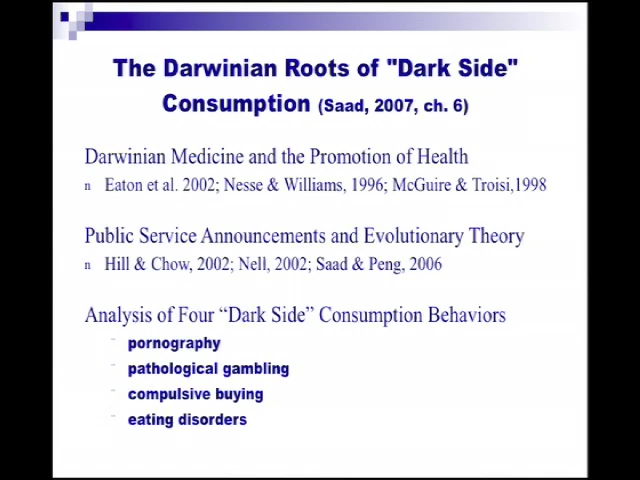 The Darwinian Roots of "Dark Side"
Consumption (Saad, 2007, ch. 6)
Darwinian Medicine and the Promotion of Health
n Eaton et al. 2002; Nesse & Williams, 1996; McGuire & Troisi,1998
Public Service Announcements and Evolutionary Theory
n Hill & Chow, 2002; Nell, 2002; Saad & Peng, 2006
Analysis of Four “Dark Side” Consumption Behaviors
¨ pornography
¨ pathological gambling
¨ compulsive buying
¨ eating disorders